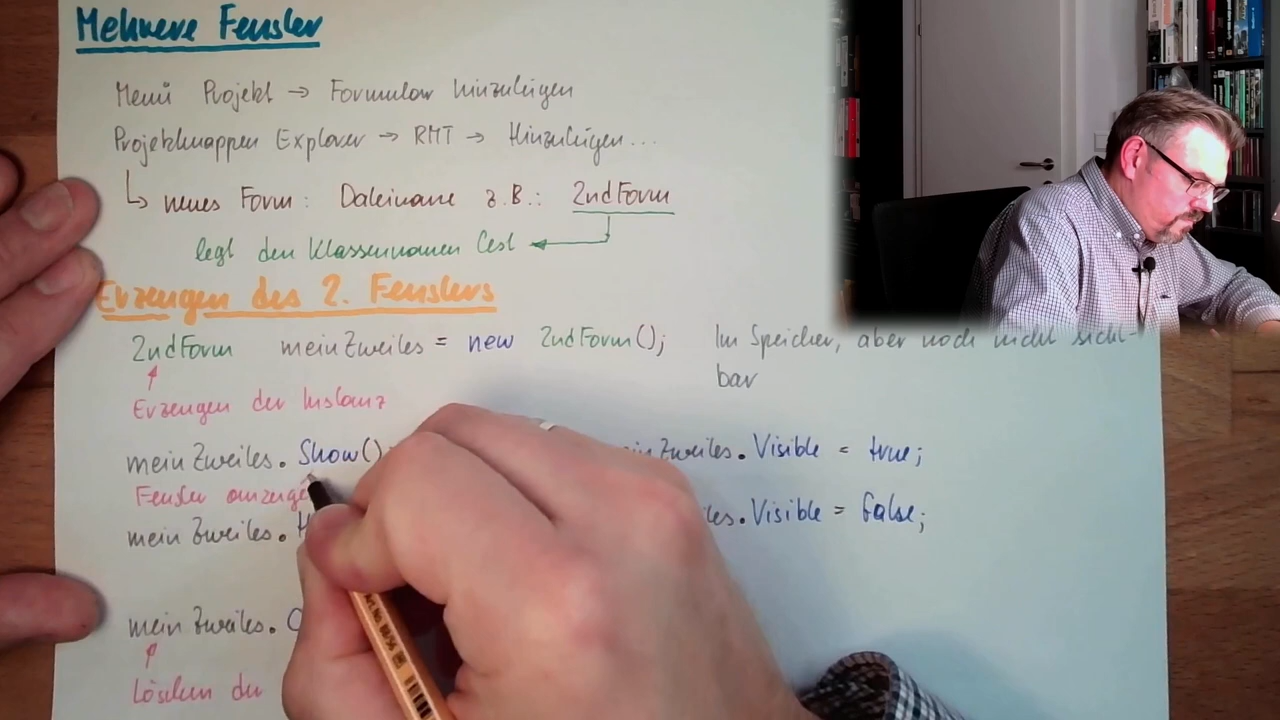 Mehrere Fenster
Menü Projekt → Formular hinzufügen
Projektmappen Explorer → RMT → Hinzufügen...
↳ neues Form: Dateiname z.B.: 2ndForm
legt den Klassennamen fest ←
Erzeugen des 2. Fensters
2ndForm meinZweites = new 2ndForm(); Im Speicher, aber noch nicht sicht-
bar
Erzeugen der Instanz
meinZweites.Show() meinZweites.Visible = true;
Fenster anzeige
meinZweites. .Visible = false;
meinZweites.
Löschen der